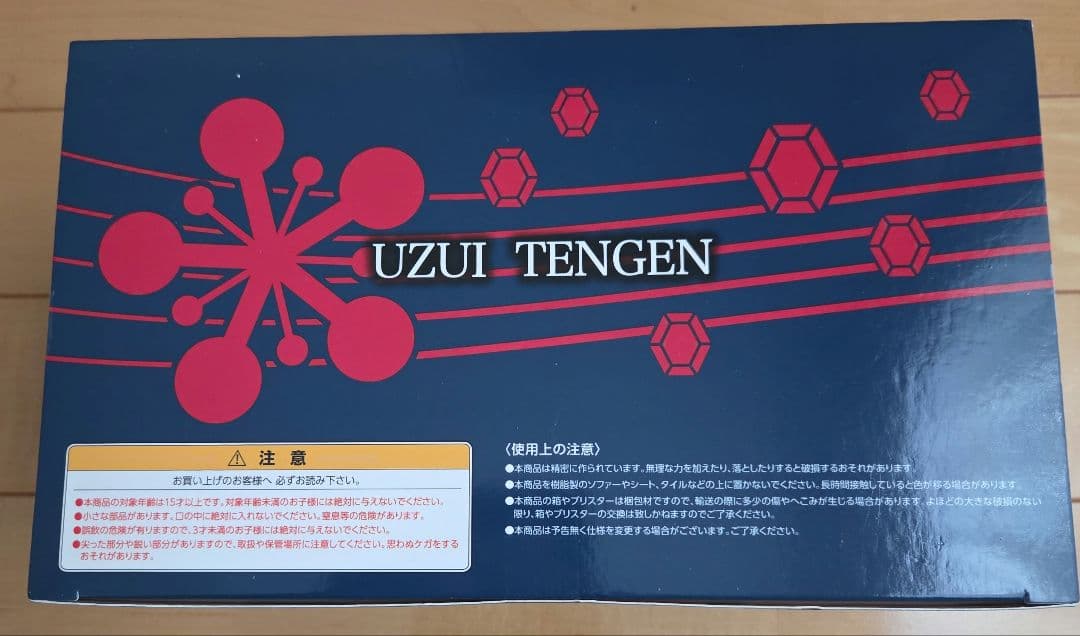 UZUI TENGEN
⚠ 注意
お買い上げのお客様へ 必ずお読み下さい。
●本商品の対象年齢は15才以上です。対象年齢未満のお子様には絶対に与えないでください。
●小さな部品があります。口の中に絶対に入れないでください。窒息等の危険があります。
●誤飲の危険が有りますので、3才未満のお子様には絶対に与えないでください。
●尖った部分や鋭い部分がありますので、取扱や保管場所に注意してください。思わぬケガをする
おそれがあります。
〈使用上の注意〉
●本商品は精密に作られています。無理な力を加えたり、落としたりすると破損するおそれがあります。
●本商品を樹脂製のソファーやシート、タイルなどの上に置かないでください。長時間接触していると色が移る場合があります。
●本商品の箱やブリスターは梱包材ですので、輸送の際に多少の傷やへこみが生じる場合があります。よほどの大きな破損のない
限り、箱やブリスターの交換は致しかねますのでご了承ください。
●本商品は予告無く仕様を変更する場合がございます。ご了承ください。